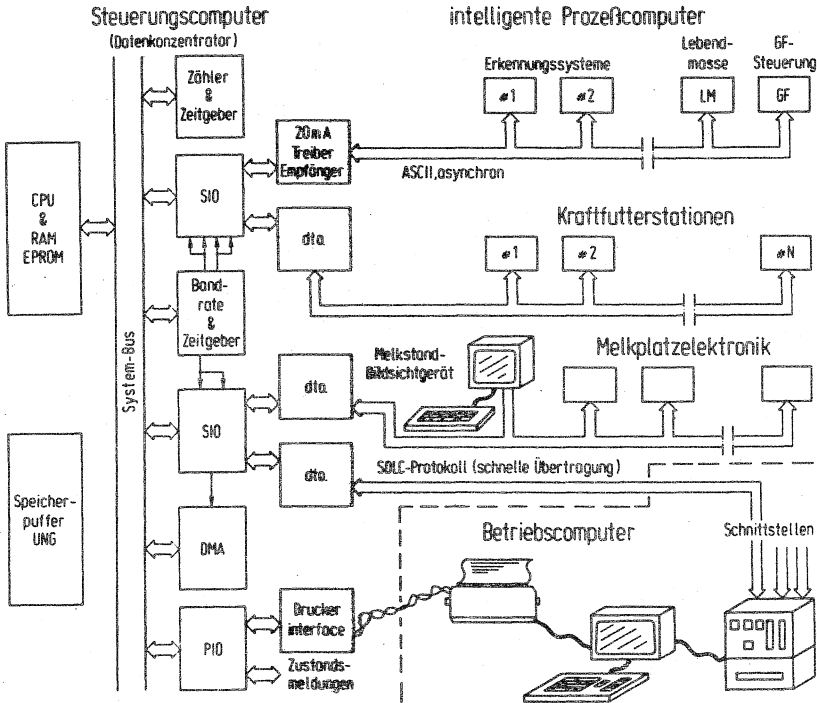 Steuerungscomputer
(Datenkonzentrator)
intelligente Prozeßcomputer
Zähler
&
Zeitgeber
Erkennungssysteme
Lebend-
masse
GF-
Steuerung
#1
#2
LM
GF
20mA
Treiber
Empfänger
ASCII,asynchron
CPU
&
RAM
EPROM
SIO
dto.
Kraftfutterstationen
#1
#2
#N
Bandrate
&
Zeitgeber
System-Bus
Melkstand-
Bildsichtgerät
Melkplatzelektronik
dto.
SIO
dto.
SDLC-Protokoll (schnelle Übertragung)
Speicher-
puffer
UNG
DMA
Betriebscomputer
Schnittstellen
PIO
Drucker
interface
Zustands-
meldungen